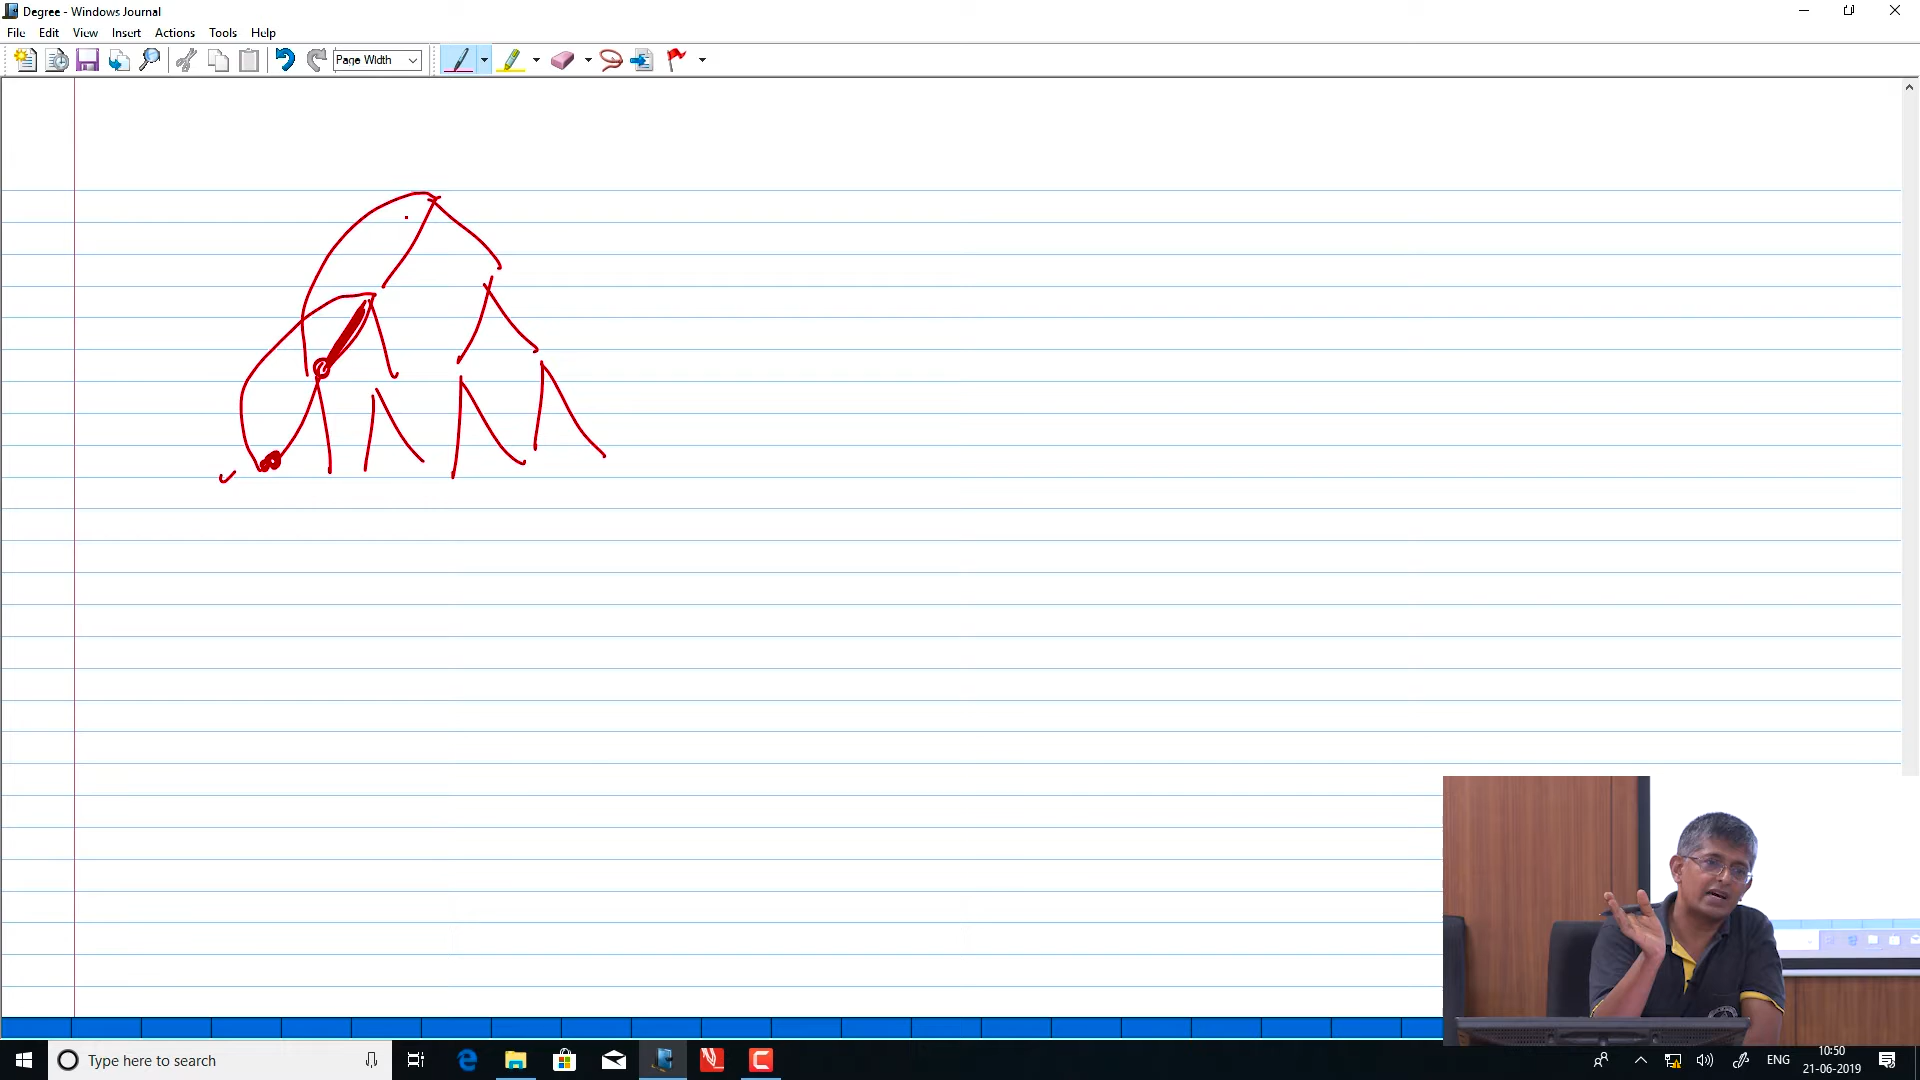 Degree - Windows Journal
File Edit View Insert Actions Tools Help
Page Width
Type here to search
ENG
10:50
21-06-2019